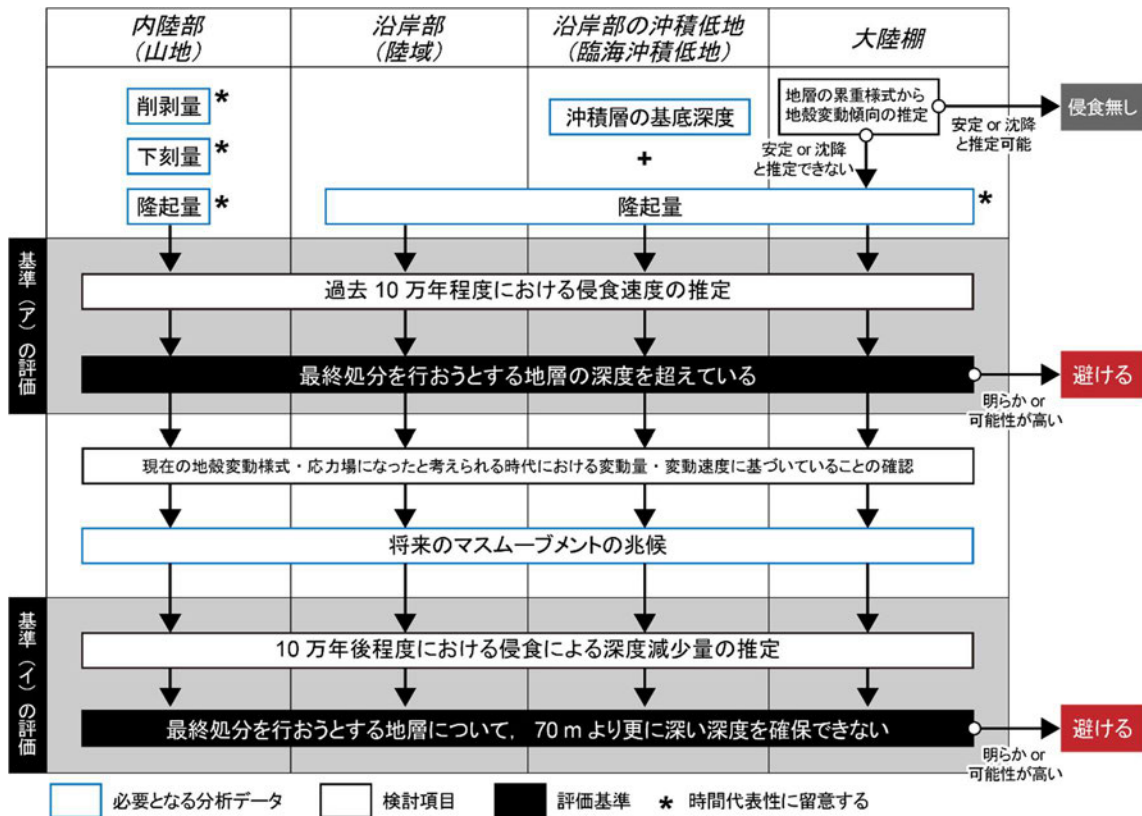 内陸部
(山地)
沿岸部
(陸域)
沿岸部の沖積低地
(臨海沖積低地)
大陸棚
削剥量 *
下刻量 *
隆起量 *
沖積層の基底深度
+
地層の累重様式から
地殻変動傾向の推定
安定 or 沈降
と推定可能
侵食無し
安定 or 沈降
と推定できない
隆起量 *
基準(ア)の評価
過去 10 万年程度における侵食速度の推定
最終処分を行おうとする地層の深度を超えている
明らか or
可能性が高い
避ける
現在の地殻変動様式・応力場になったと考えられる時代における変動量・変動速度に基づいていることの確認
将来のマスムーブメントの兆候
基準(イ)の評価
10 万年後程度における侵食による深度減少量の推定
最終処分を行おうとする地層について，70 m より更に深い深度を確保できない
明らか or
可能性が高い
避ける
必要となる分析データ
検討項目
評価基準
* 時間代表性に留意する